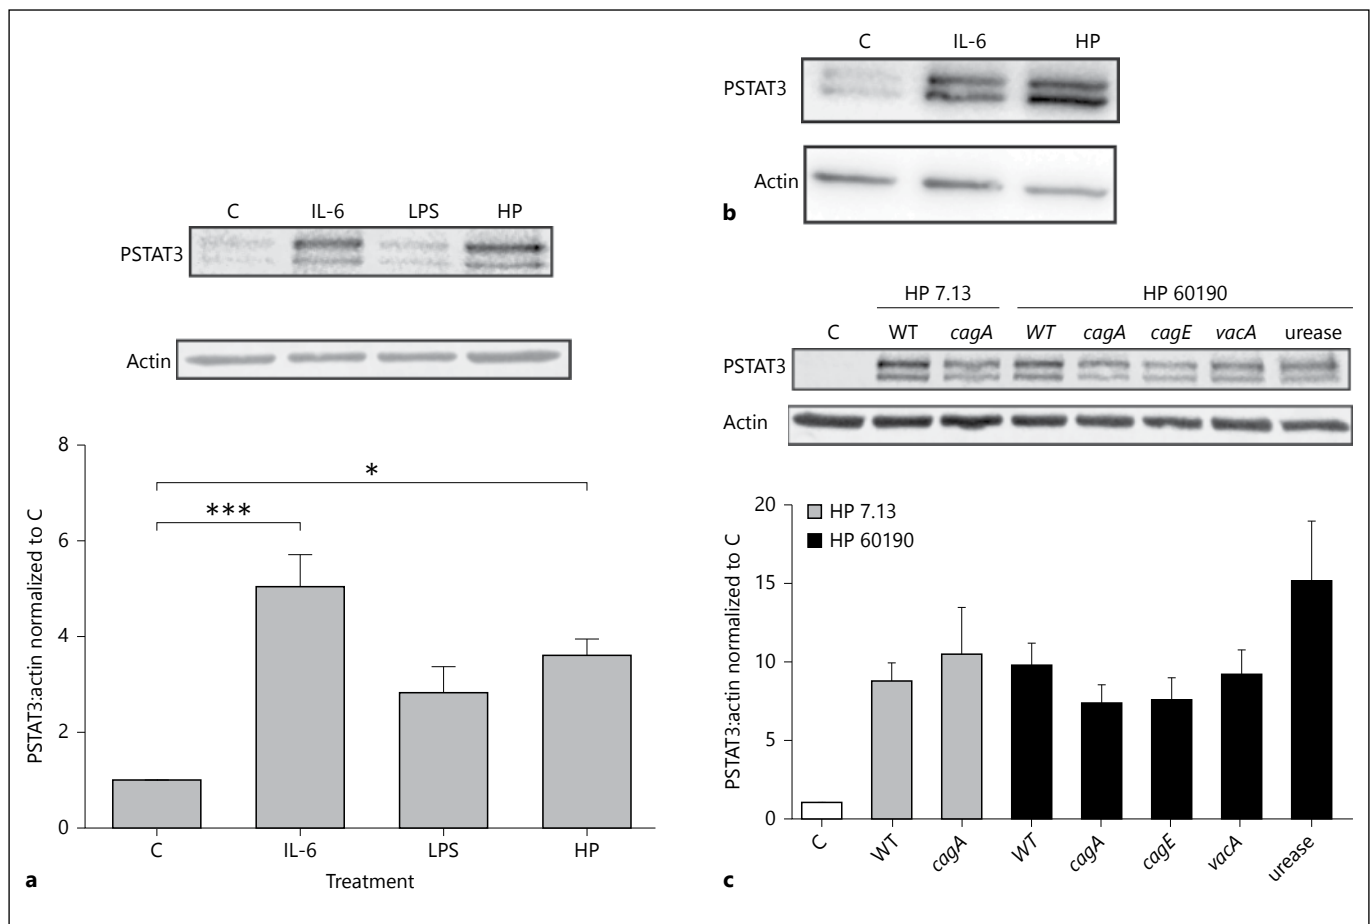 C IL-6 LPS HP
PSTAT3
Actin
8
6
4
2
0
PSTAT3:actin normalized to C
***
*
C IL-6 LPS HP
Treatment
a
C IL-6 HP
PSTAT3
Actin
b
HP 7.13 HP 60190
C WT cagA WT cagA cagE vacA urease
PSTAT3
Actin
20
15
10
5
0
PSTAT3:actin normalized to C
HP 7.13
HP 60190
C WT cagA WT cagA cagE vacA urease
c